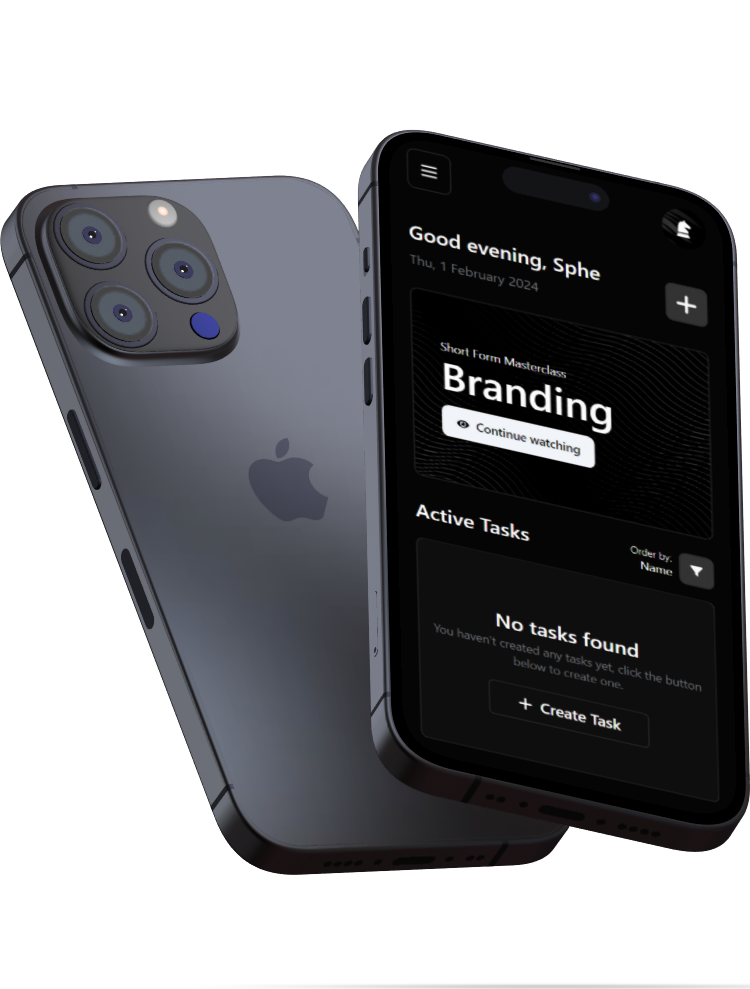 Good evening, Sphe
Thu, 1 February 2024
Short Form Masterclass
Branding
Continue watching
Active Tasks
Order by:
Name
No tasks found
You haven't created any tasks yet, click the button
below to create one.
Create Task